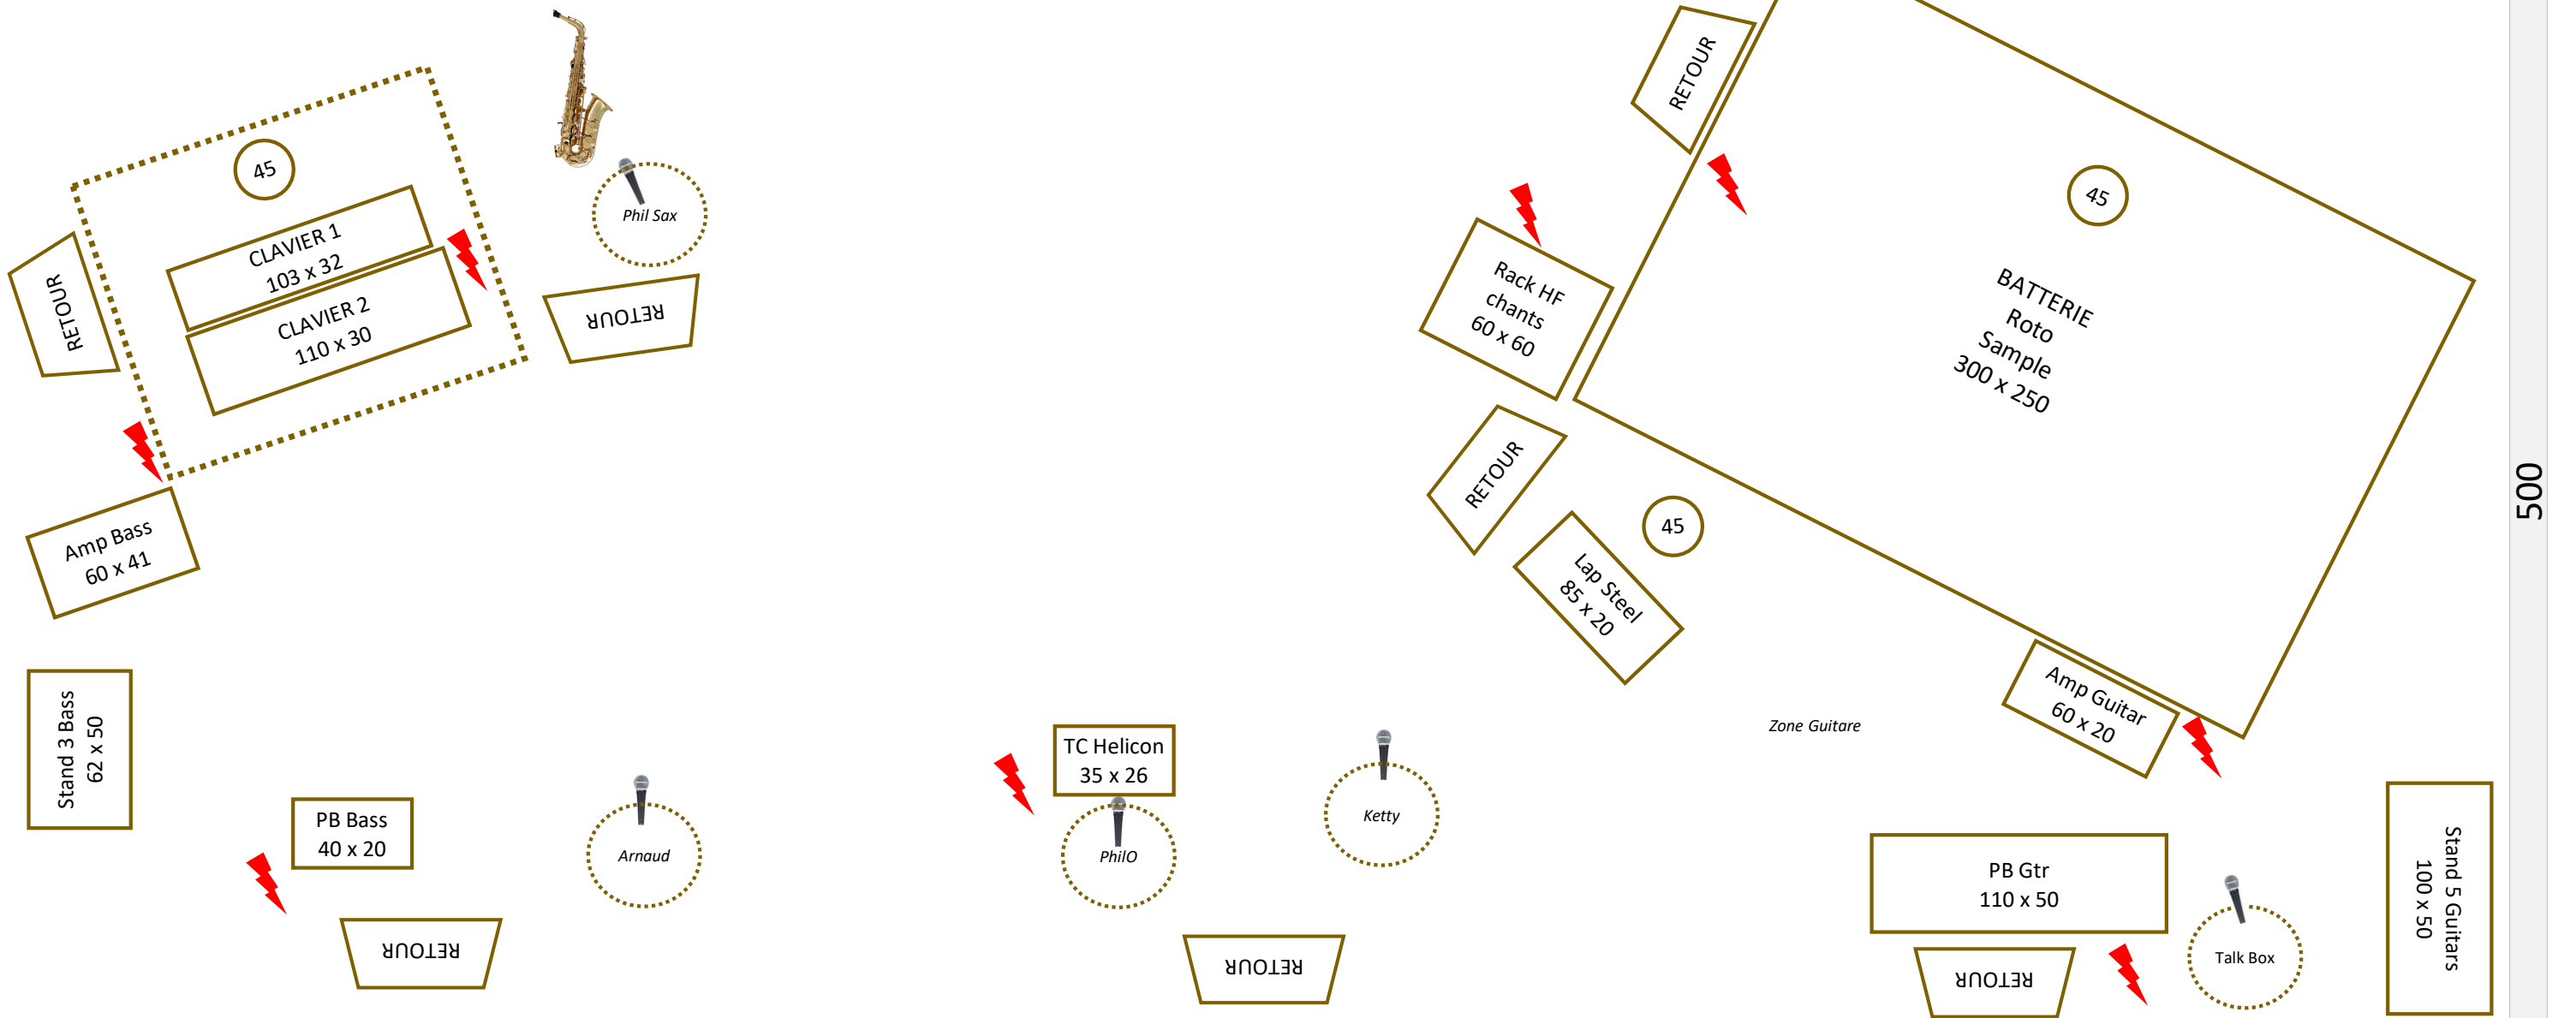 RETOUR
45
45
Phil Sax
CLAVIER 1
103 x 32
CLAVIER 2
110 x 30
RETOUR
RETOUR
Rack HF
chants
60 x 60
BATTERIE
Roto
Sample
300 x 250
500
RETOUR
45
Amp Bass
60 x 41
Lap Steel
85 x 20
Stand 3 Bass
62 x 50
Amp Guitar
60 x 20
Zone Guitare
TC Helicon
35 x 26
PB Bass
40 x 20
Arnaud
PhilO
Ketty
PB Gtr
110 x 50
Stand 5 Guitars
100 x 50
Talk Box
RETOUR
RETOUR
RETOUR